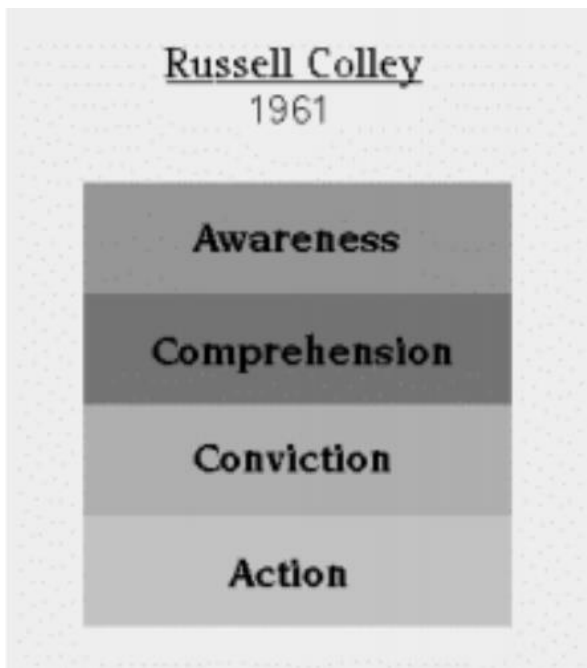 Russell Colley
1961
Awareness
Comprehension
Conviction
Action